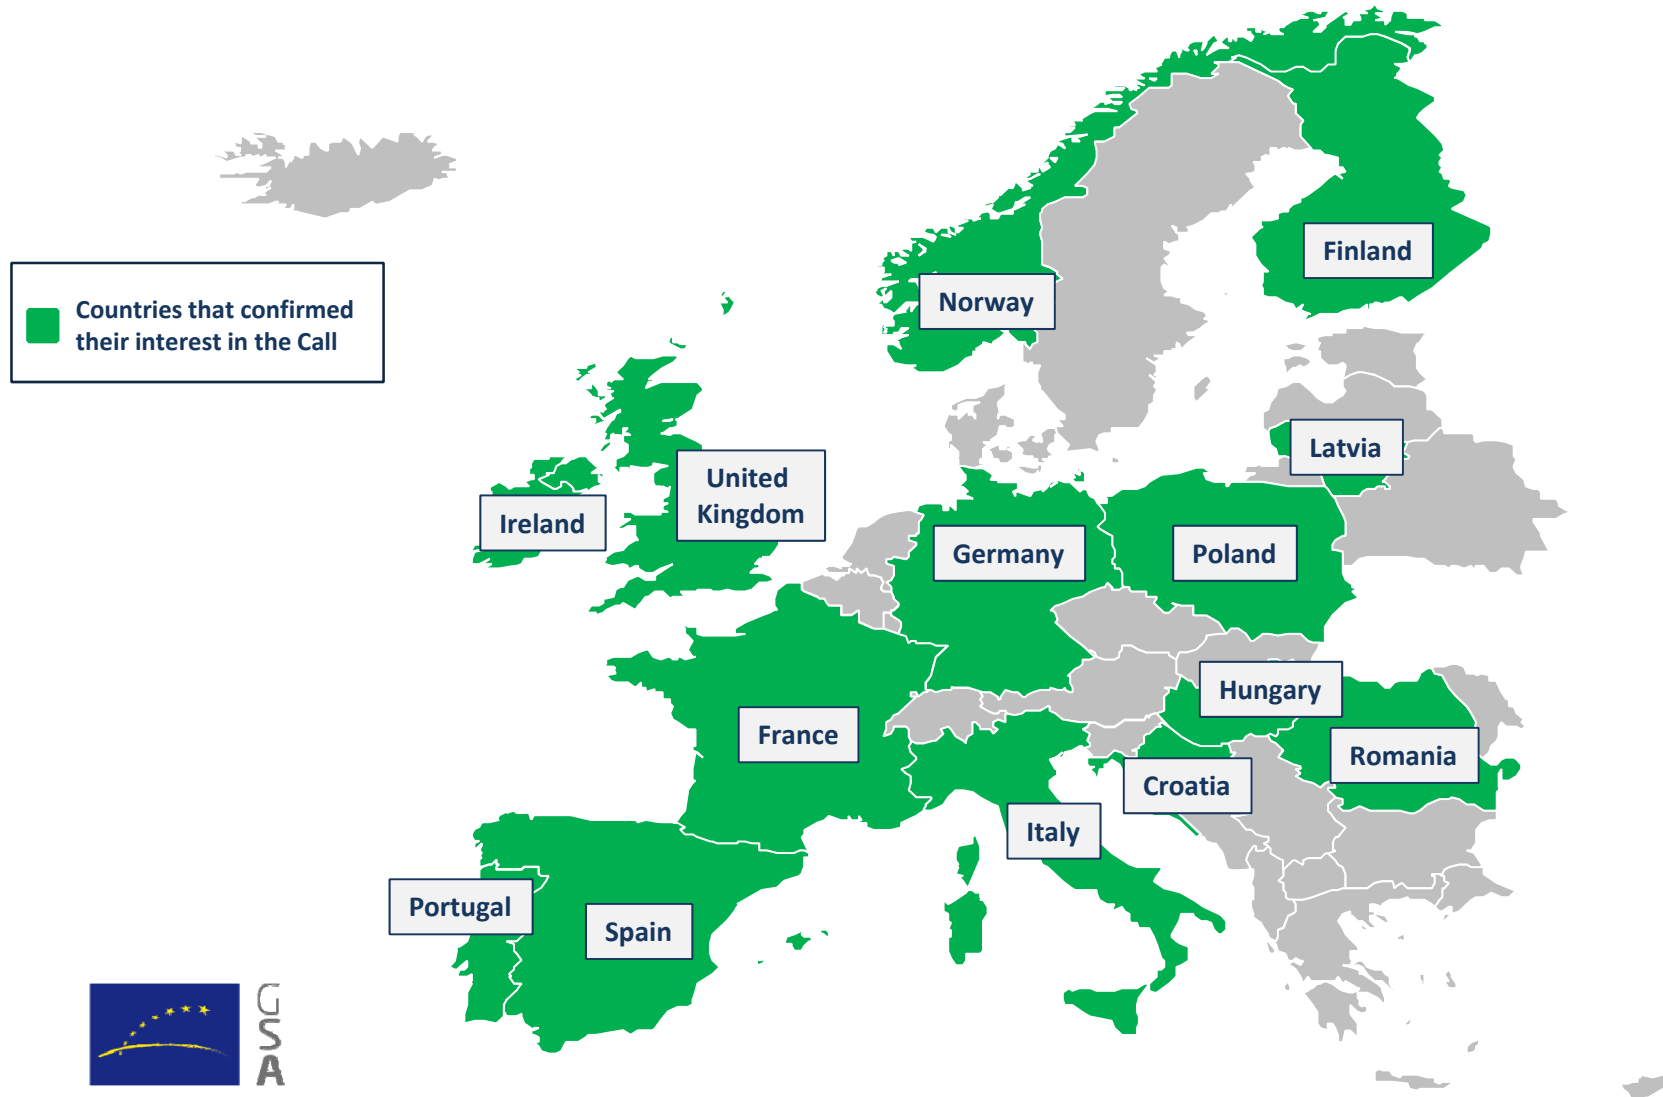 Finland
Norway
Countries that confirmed
their interest in the Call
Latvia
United
Kingdom
Ireland
Germany
Poland
Hungary
France
Romania
Croatia
Italy
Portugal
Spain
G
S
A